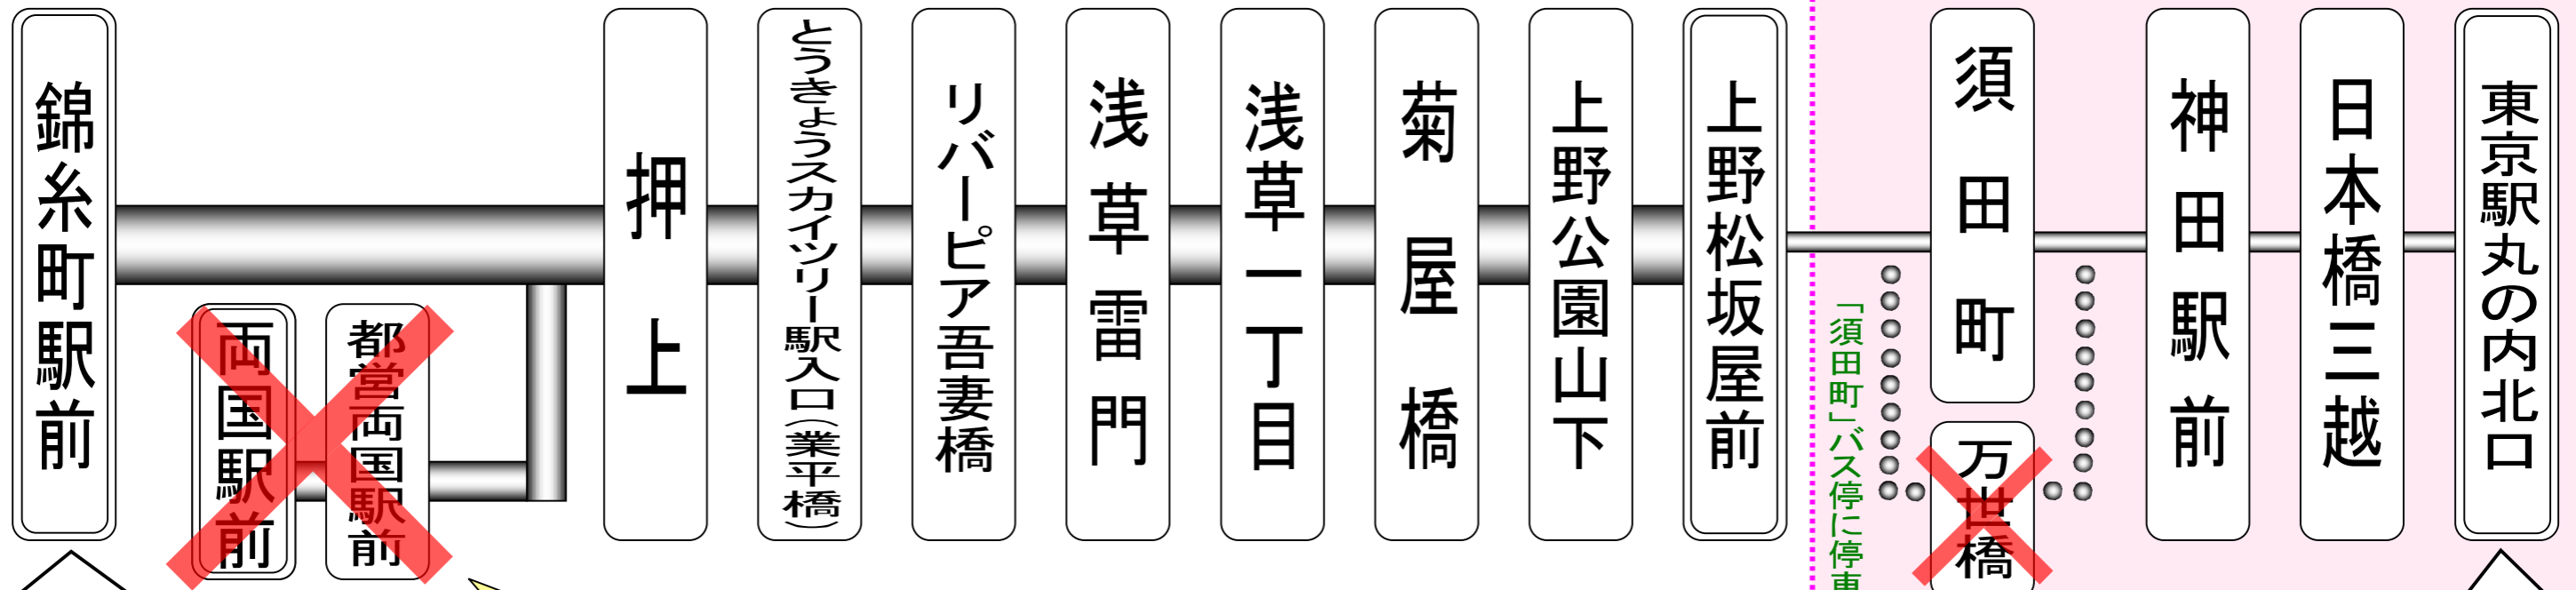 錦糸町駅前
両国駅前
都営両国駅前
押上
とうきょうスカイツリー駅入口(業平橋)
リバーピア吾妻橋
浅草雷門
浅草一丁目
菊屋橋
上野公園山下
上野松坂屋前
「須田町」バス停に停車
須田町
万世橋
神田駅前
日本橋三越
東京駅丸の内北口